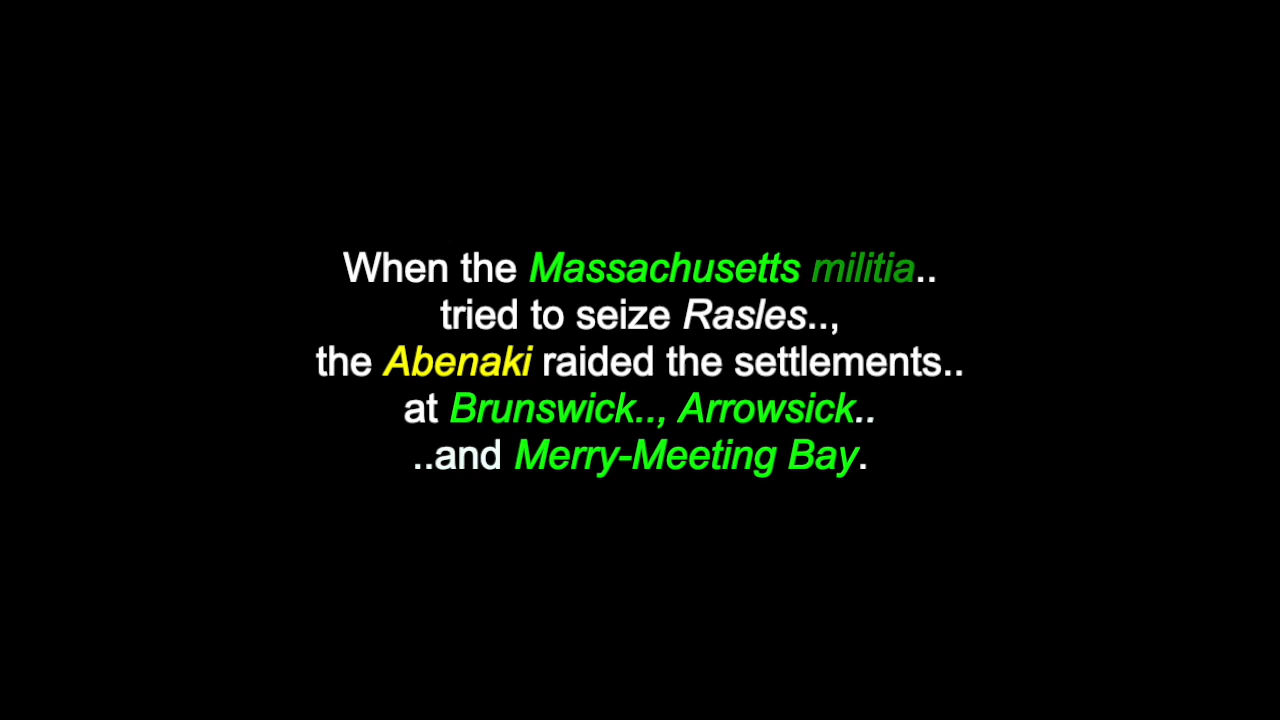 When the Massachusetts militia..
tried to seize Rasles..,
the Abenaki raided the settlements..
at Brunswick.., Arrowsick..
..and Merry-Meeting Bay.